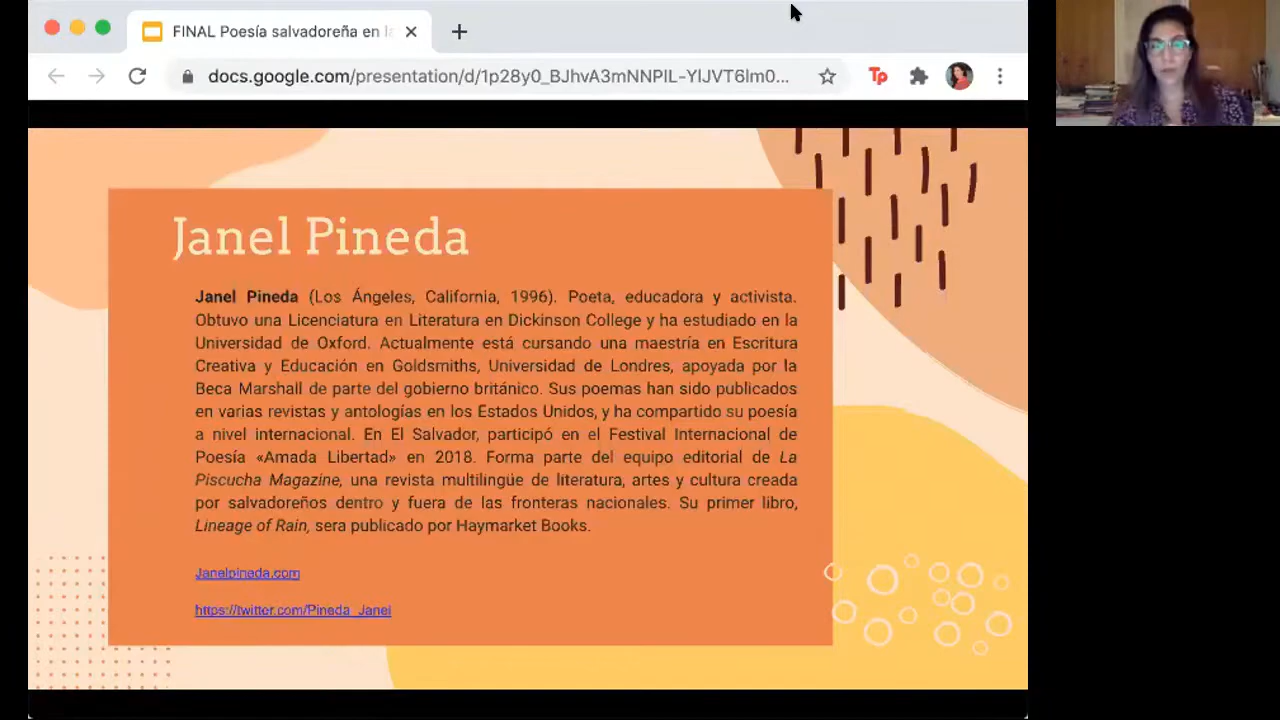 FINAL Poesía salvadoreña en la
docs.google.com/presentation/d/1p28y0_BJhvA3mNNPIL-YlJVT6lm0...
Tp
Janel Pineda
Janel Pineda (Los Ángeles, California, 1996). Poeta, educadora y activista.
Obtuvo una Licenciatura en Literatura en Dickinson College y ha estudiado en la
Universidad de Oxford. Actualmente está cursando una maestría en Escritura
Creativa y Educación en Goldsmiths, Universidad de Londres, apoyada por la
Beca Marshall de parte del gobierno británico. Sus poemas han sido publicados
en varias revistas y antologías en los Estados Unidos, y ha compartido su poesía
a nivel internacional. En El Salvador, participó en el Festival Internacional de
Poesía «Amada Libertad» en 2018. Forma parte del equipo editorial de La
Piscucha Magazine, una revista multilingüe de literatura, artes y cultura creada
por salvadoreños dentro y fuera de las fronteras nacionales. Su primer libro,
Lineage of Rain, sera publicado por Haymarket Books.
Janelpineda.com
https://twitter.com/Pineda_Janel